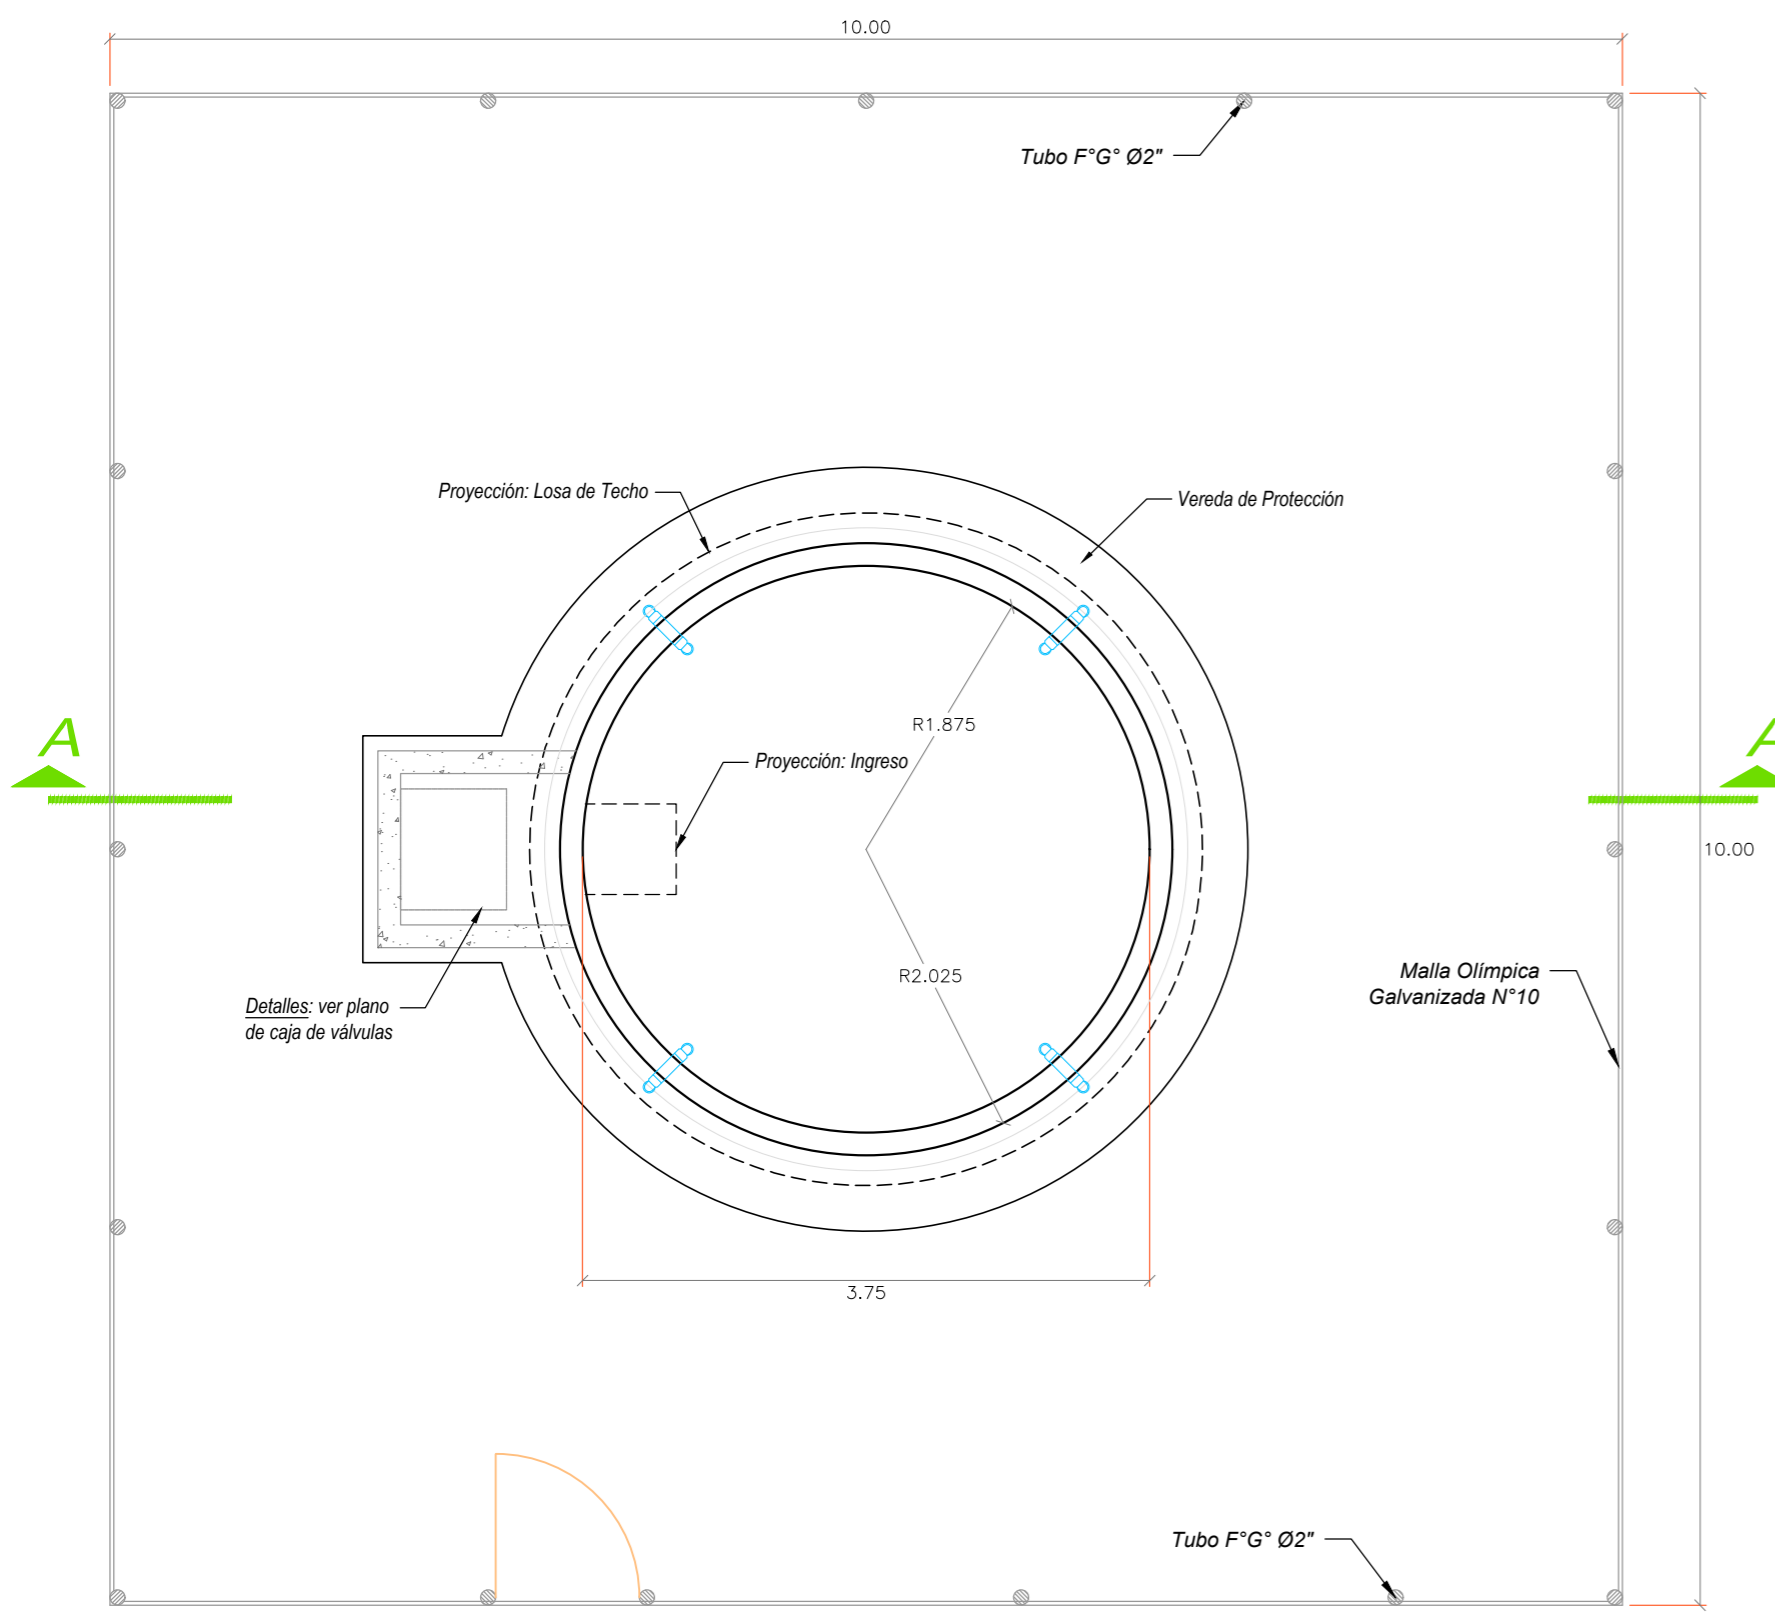 10.00
Tubo F°G° Ø2"
Proyección: Losa de Techo
Vereda de Protección
R1.875
A
A
Proyección: Ingreso
10.00
R2.025
Malla Olímpica
Galvanizada N°10
Detalles: ver plano
de caja de válvulas
3.75
Tubo F°G° Ø2"